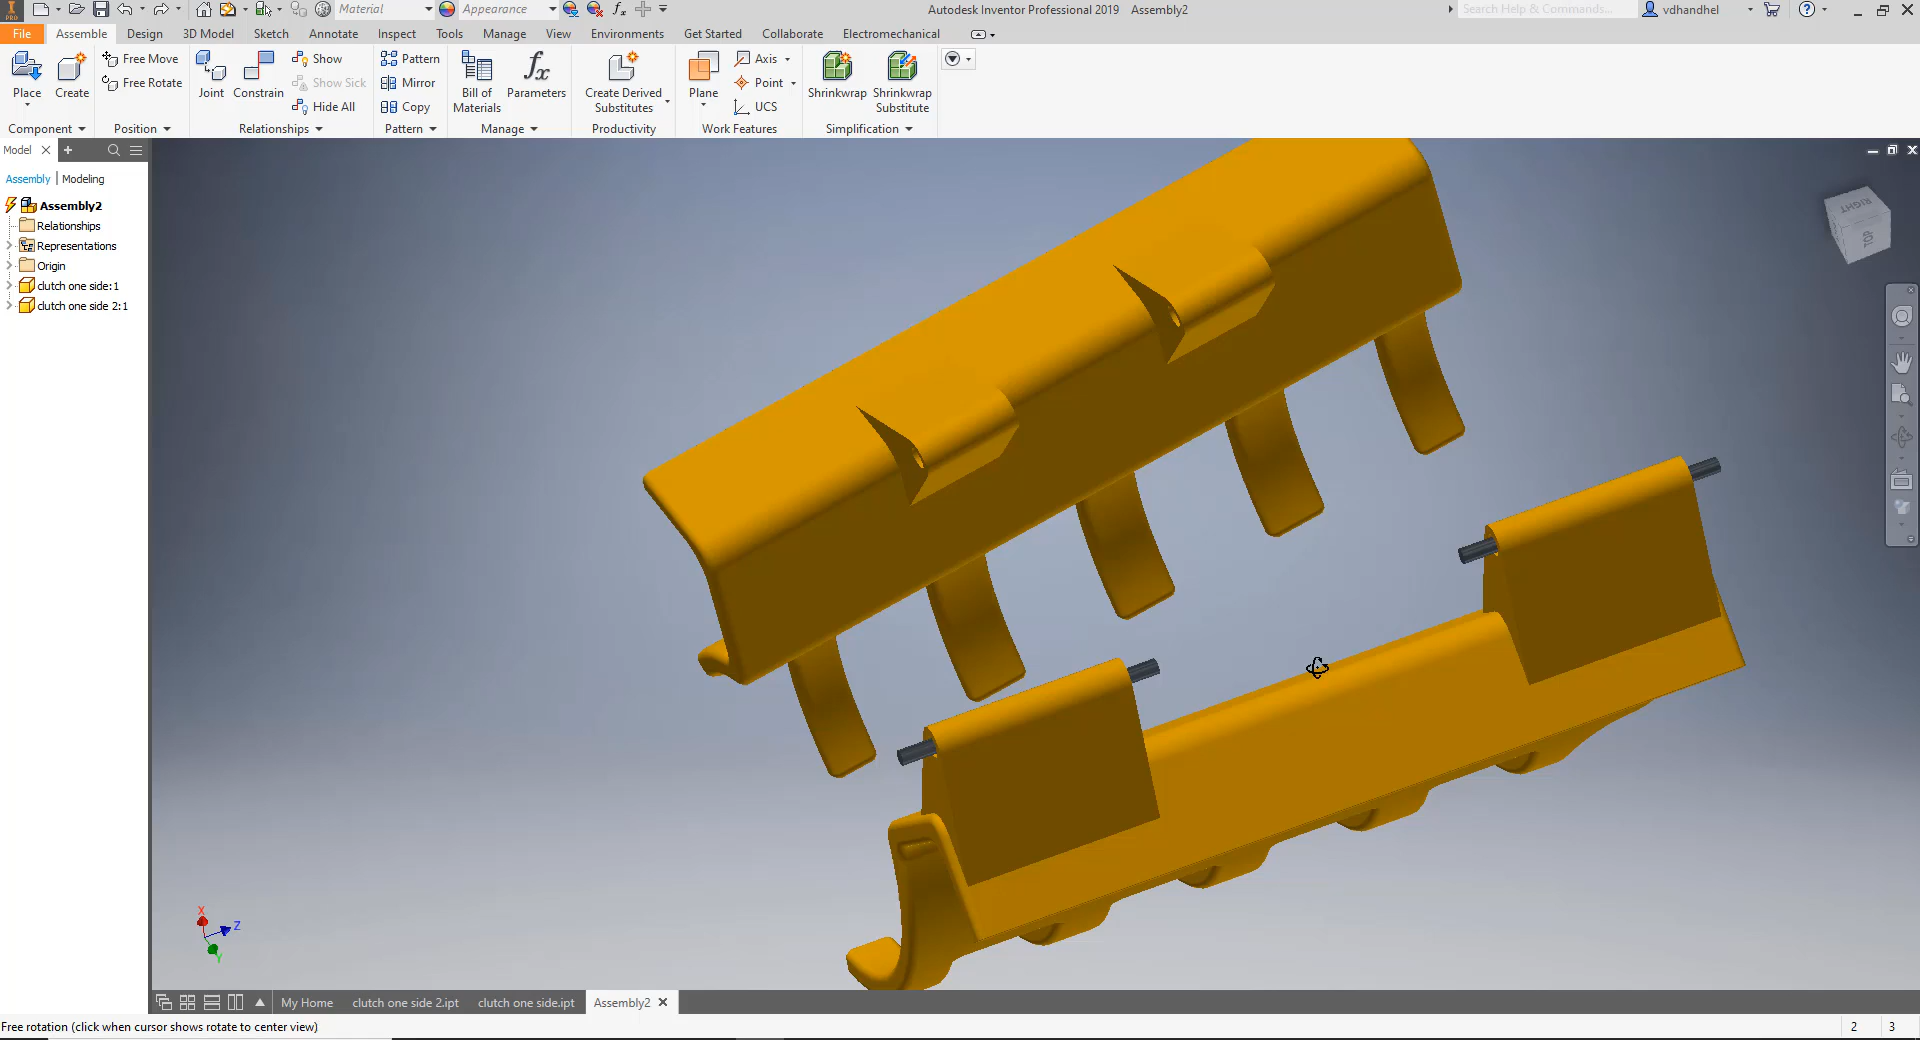 Material
Appearance
Autodesk Inventor Professional 2019 Assembly2
Search Help & Commands...
vdhandhel
File Assemble Design 3D Model Sketch Annotate Inspect Tools Manage View Environments Get Started Collaborate Electromechanical
Place
Create
Free Move
Free Rotate
Joint
Constrain
Show
Show Sick
Hide All
Pattern
Mirror
Copy
Bill of
Materials
Parameters
Create Derived
Substitutes
Plane
Axis
Point
UCS
Shrinkwrap
Shrinkwrap
Substitute
Component Position Relationships Pattern Manage Productivity Work Features Simplification
Model
Assembly | Modeling
Assembly2
Relationships
Representations
Origin
clutch one side:1
clutch one side 2:1
RIGHT
TOP
X
Z
Y
My Home clutch one side 2.ipt clutch one side.ipt Assembly2
Free rotation (click when cursor shows rotate to center view)
2 3